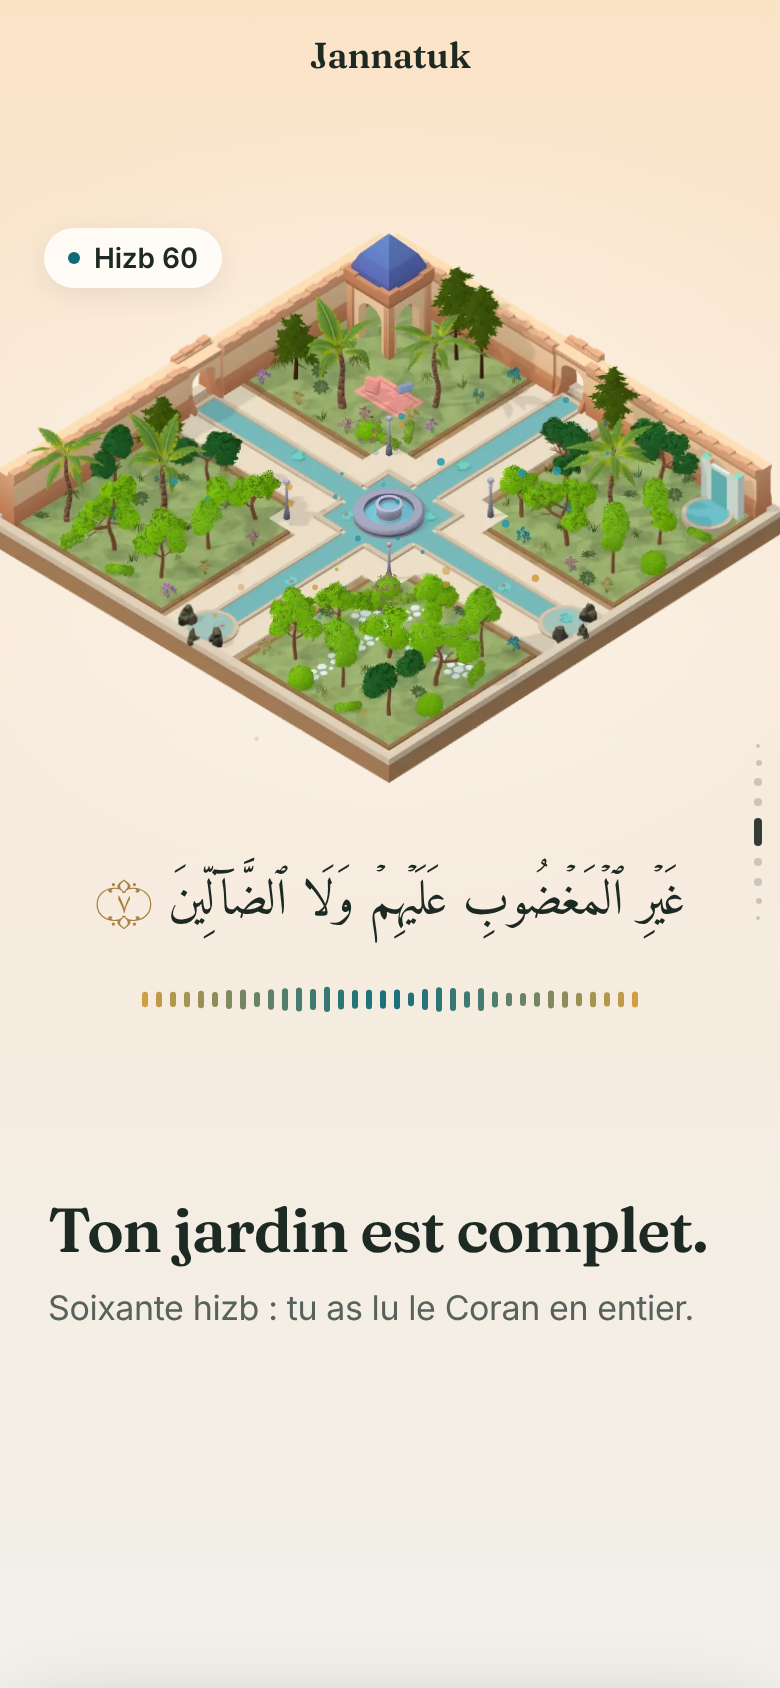 Jannatuk
Hizb 60
غَيْرِ ٱلْمَغْضُوبِ عَلَيْهِمْ وَلَا ٱلضَّآلِّينَ ٧
Ton jardin est complet.
Soixante hizb : tu as lu le Coran en entier.